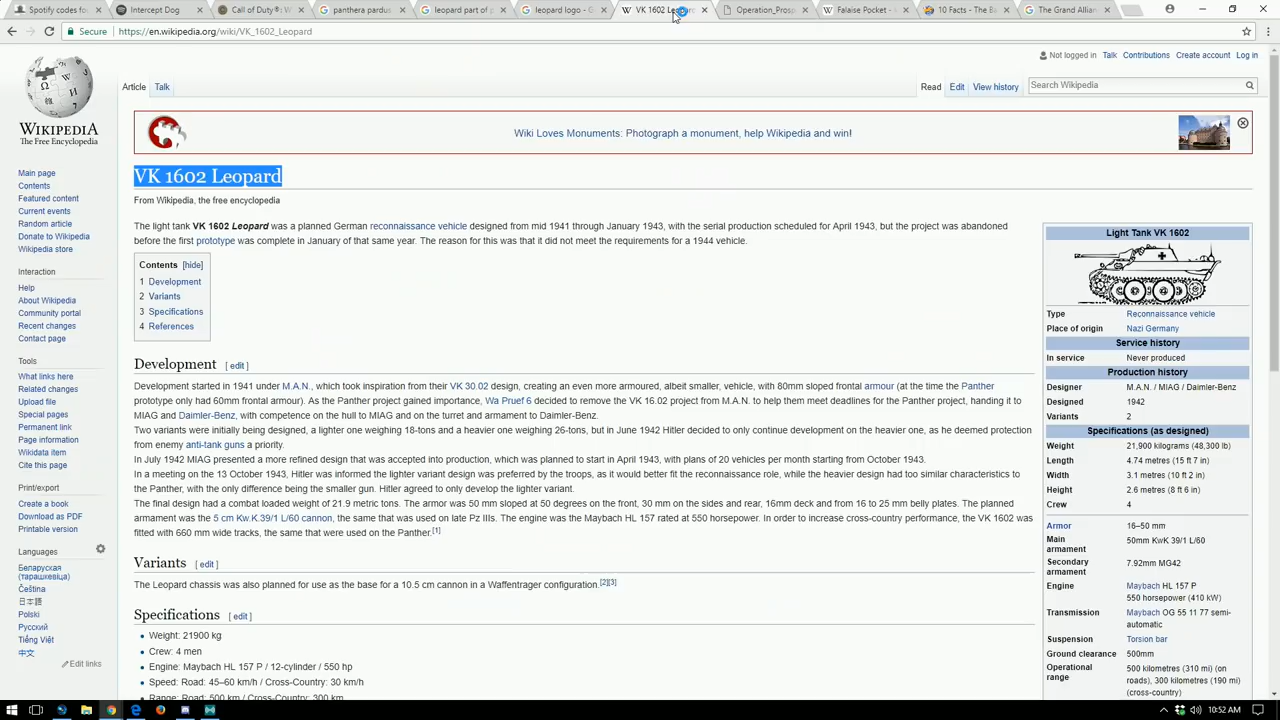 Spotify codes fo
Intercept Dog
Call of Duty®: W
panthera pardus
leopard part of p
leopard logo - G
VK 1602 Leopard
Operation_Prosp
Falaise Pocket -
10 Facts - The Ba
The Grand Allian
Secure
https://en.wikipedia.org/wiki/VK_1602_Leopard
Not logged in Talk Contributions Create account Log in
Article Talk
Read Edit View history
Search Wikipedia
WIKIPEDIA
The Free Encyclopedia
Wiki Loves Monuments: Photograph a monument, help Wikipedia and win!
Main page
Contents
Featured content
Current events
Random article
Donate to Wikipedia
Wikipedia store
Interaction
Help
About Wikipedia
Community portal
Recent changes
Contact page
Tools
What links here
Related changes
Upload file
Special pages
Permanent link
Page information
Wikidata item
Cite this page
Print/export
Create a book
Download as PDF
Printable version
Languages
Беларуская
(тарашкевіца)
Čeština
日本語
Polski
Русский
Tiếng Việt
中文
Edit links
VK 1602 Leopard
From Wikipedia, the free encyclopedia
The light tank VK 1602 Leopard was a planned German reconnaissance vehicle designed from mid 1941 through January 1943, with the serial production scheduled for April 1943, but the project was abandoned
before the first prototype was complete in January of that same year. The reason for this was that it did not meet the requirements for a 1944 vehicle.
Contents [hide]
1 Development
2 Variants
3 Specifications
4 References
Development [ edit ]
Development started in 1941 under M.A.N., which took inspiration from their VK 30.02 design, creating an even more armoured, albeit smaller, vehicle, with 80mm sloped frontal armour (at the time the Panther
prototype only had 60mm frontal armour). As the Panther project gained importance, Wa Pruef 6 decided to remove the VK 16.02 project from M.A.N. to help them meet deadlines for the Panther project, handing it to
MIAG and Daimler-Benz, with competence on the hull to MIAG and on the turret and armament to Daimler-Benz.
Two variants were initially being designed, a lighter one weighing 18-tons and a heavier one weighing 26-tons, but in June 1942 Hitler decided to only continue development on the heavier one, as he deemed protection
from enemy anti-tank guns a priority.
In July 1942 MIAG presented a more refined design that was accepted into production, which was planned to start in April 1943, with plans of 20 vehicles per month starting from October 1943.
In a meeting on the 13 October 1943, Hitler was informed the lighter variant design was preferred by the troops, as it would better fit the reconnaissance role, while the heavier design had too similar characteristics to
the Panther, with the only difference being the smaller gun. Hitler agreed to only develop the lighter variant.
The final design had a combat loaded weight of 21.9 metric tons. The armor was 50 mm sloped at 50 degrees on the front, 30 mm on the sides and rear, 16mm deck and from 16 to 25 mm belly plates. The planned
armament was the 5 cm Kw.K.39/1 L/60 cannon, the same that was used on late Pz IIIs. The engine was the Maybach HL 157 rated at 550 horsepower. In order to increase cross-country performance, the VK 1602 was
fitted with 660 mm wide tracks, the same that were used on the Panther.[1]
Variants [ edit ]
The Leopard chassis was also planned for use as the base for a 10.5 cm cannon in a Waffentrager configuration.[2][3]
Specifications [ edit ]
• Weight: 21900 kg
• Crew: 4 men
• Engine: Maybach HL 157 P / 12-cylinder / 550 hp
• Speed: Road: 45–60 km/h / Cross-Country: 30 km/h
• Range: Road: 500 km / Cross-Country: 300 km
Light Tank VK 1602
Type Reconnaissance vehicle
Place of origin Nazi Germany
Service history
In service Never produced
Production history
Designer M.A.N. / MIAG / Daimler-Benz
Designed 1942
Variants 2
Specifications (as designed)
Weight 21,900 kilograms (48,300 lb)
Length 4.74 metres (15 ft 7 in)
Width 3.1 metres (10 ft 2 in)
Height 2.6 metres (8 ft 6 in)
Crew 4
Armor 16–50 mm
Main
armament 50mm KwK 39/1 L/60
Secondary
armament 7.92mm MG42
Engine Maybach HL 157 P
550 horsepower (410 kW)
Transmission Maybach OG 55 11 77 semi-
automatic
Suspension Torsion bar
Ground clearance 500mm
Operational
range 500 kilometres (310 mi) (on
roads), 300 kilometres (190 mi)
(cross-country)
10:52 AM